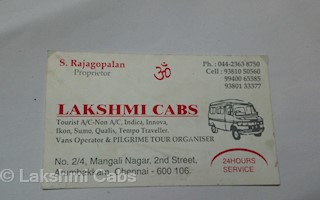 S. Rajagopalan
Proprietor
Ph. : 044-2363 8750
Cell : 93810 50560
99400 65585
93801 33377
ॐ
LAKSHMI CABS
Tourist A/C-Non A/C, Indica, Innova,
Ikon, Sumo, Qualis, Tempo Traveller.
Vans Operator & PILGRIME TOUR ORGANISER
No. 2/4, Mangali Nagar, 2nd Street,
Arumbakkam, Chennai - 600 106.
24HOURS
SERVICE
© Lakshmi Cabs